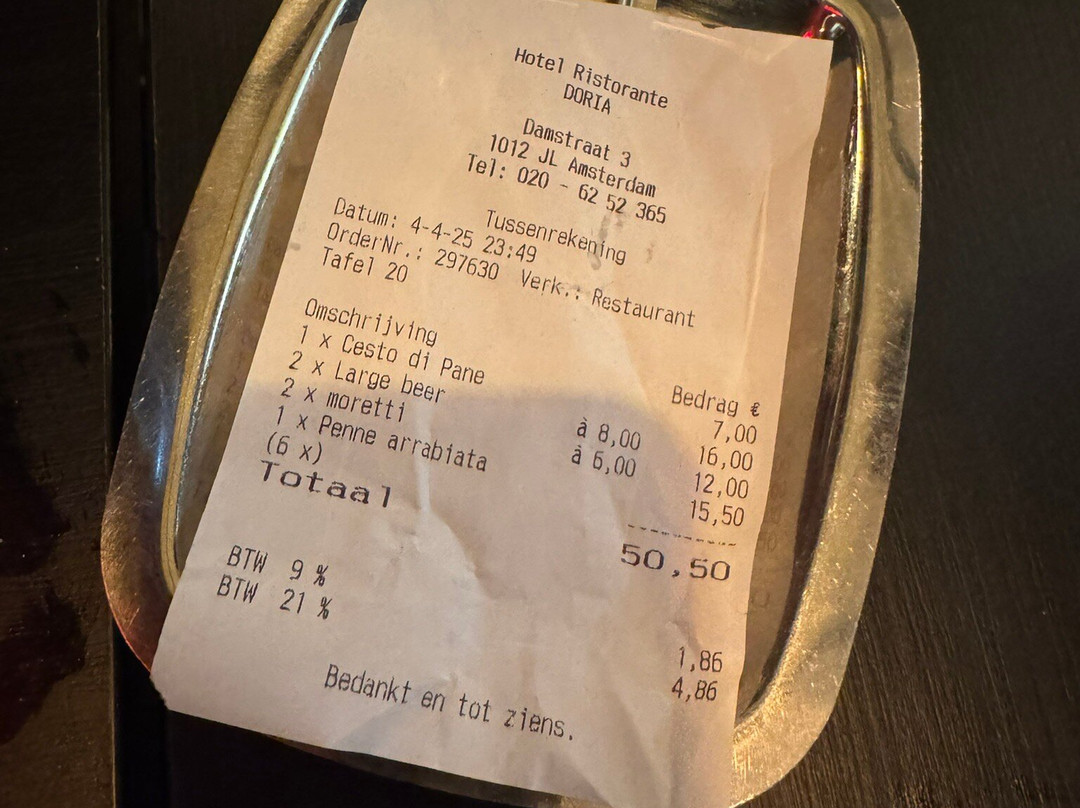 Hotel Ristorante
DORIA
Damstraat 3
1012 JL Amsterdam
Tel: 020 - 62 52 365
Tussenrekening
Datum: 4-4-25 23:49
OrderNr.: 297630 Verk.: Restaurant
Tafel 20
Omschrijving Bedrag €
1 x Cesto di Pane 7,00
2 x Large beer à 8,00 16,00
2 x moretti à 6,00 12,00
1 x Penne arrabiata 15,50
(6 x)
Totaal 50,50
BTW 9 % 1,86
BTW 21 % 4,86
Bedankt en tot ziens.